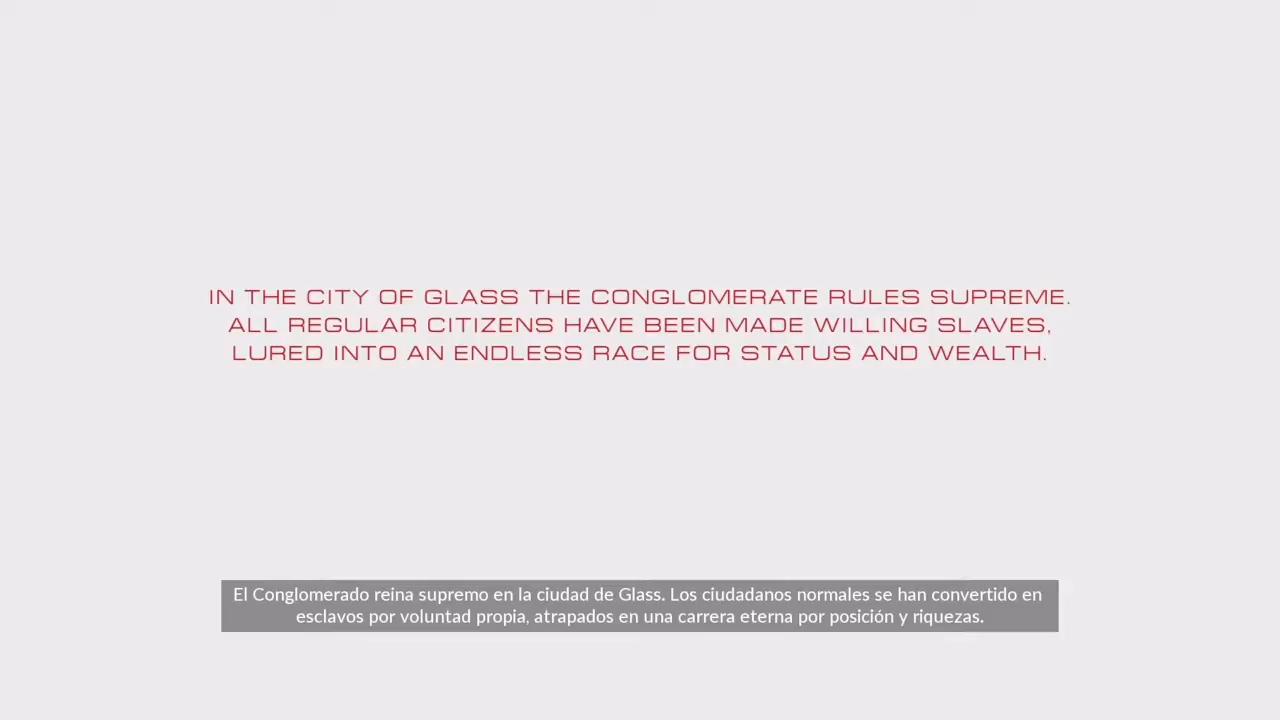 IN THE CITY OF GLASS THE CONGLOMERATE RULES SUPREME.
ALL REGULAR CITIZENS HAVE BEEN MADE WILLING SLAVES,
LURED INTO AN ENDLESS RACE FOR STATUS AND WEALTH.
El Conglomerado reina supremo en la ciudad de Glass. Los ciudadanos normales se han convertido en
esclavos por voluntad propia, atrapados en una carrera eterna por posición y riquezas.